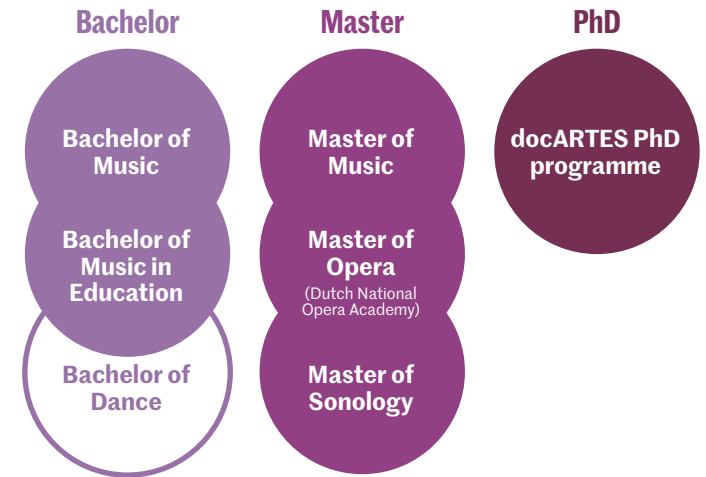 Bachelor
Bachelor of
Music
Bachelor of
Music in
Education
Bachelor of
Dance
Master
Master of
Music
Master of
Opera
(Dutch National
Opera Academy)
Master of
Sonology
PhD
docARTES PhD
programme